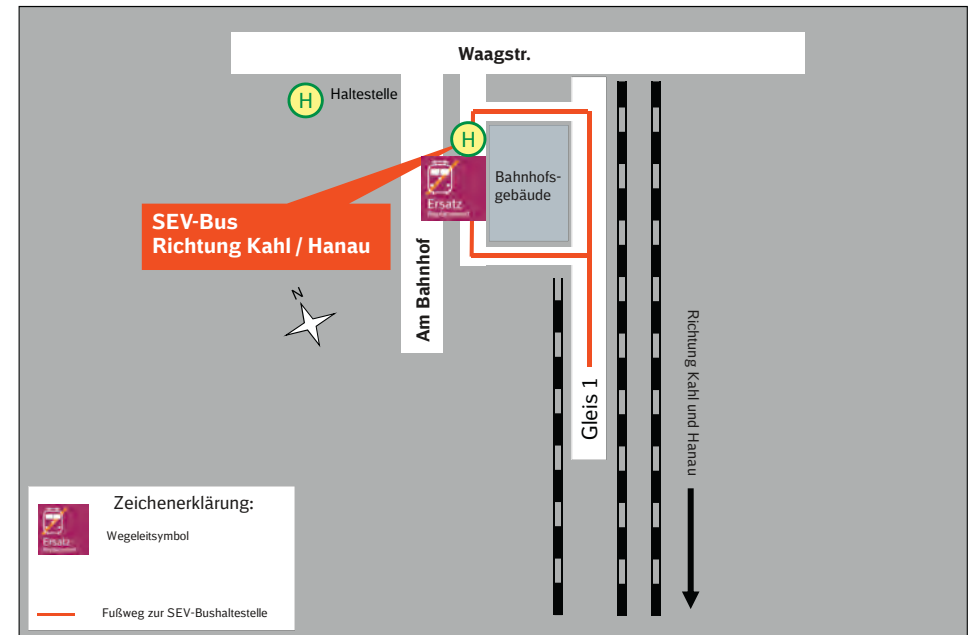 Waagstr.
H
Haltestelle
H
Bahnhofs-
gebäude
Ersatz
SEV-Bus
Richtung Kahl / Hanau
Am Bahnhof
N
Gleis 1
Richtung Kahl und Hanau
Zeichenerklärung:
Ersatz
Wegeleitsymbol
Fußweg zur SEV-Bushaltestelle